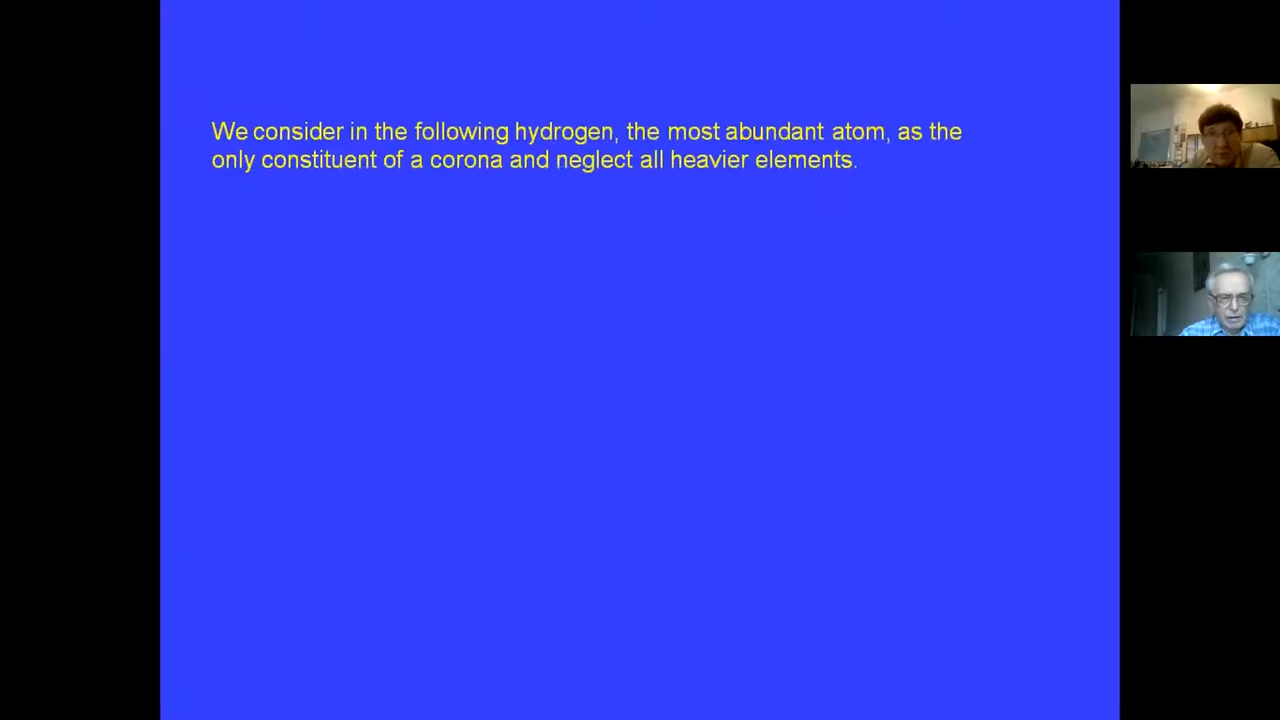 We consider in the following hydrogen, the most abundant atom, as the
only constituent of a corona and neglect all heavier elements.